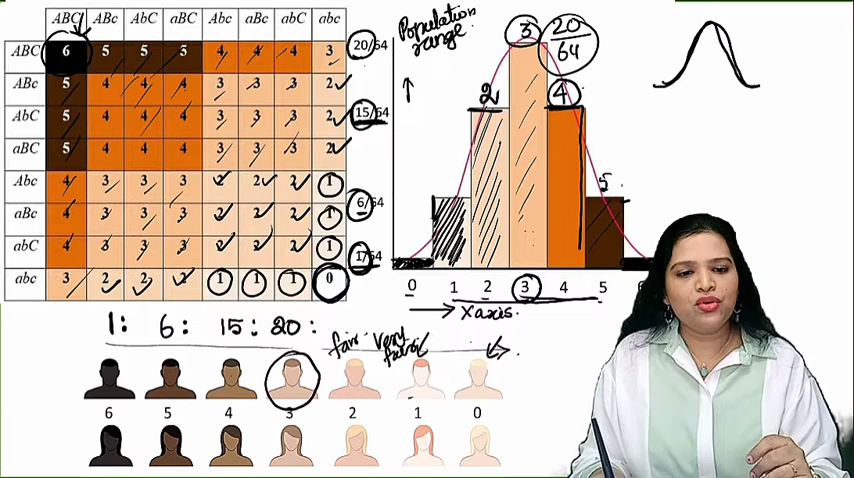 ABC ABc AbC aBC Abc aBc abC abc
ABC 6 5 5 5 4 4 4 3 20/64
ABc 5 4 4 4 3 3 3 2
AbC 5 4 4 4 3 3 3 2 15/64
aBC 5 4 4 4 3 3 3 2
Abc 4 3 3 3 2 2 2 1
aBc 4 3 3 3 2 2 2 1 6/64
abC 4 3 3 3 2 2 2 1 1/64
abc 3 2 2 2 1 1 1 0
Population
range
3
20
64
2
4
5
0 1 2 3 4 5
X axis.
1: 6: 15: 20:
fair very
6 5 4 3 2 1 0